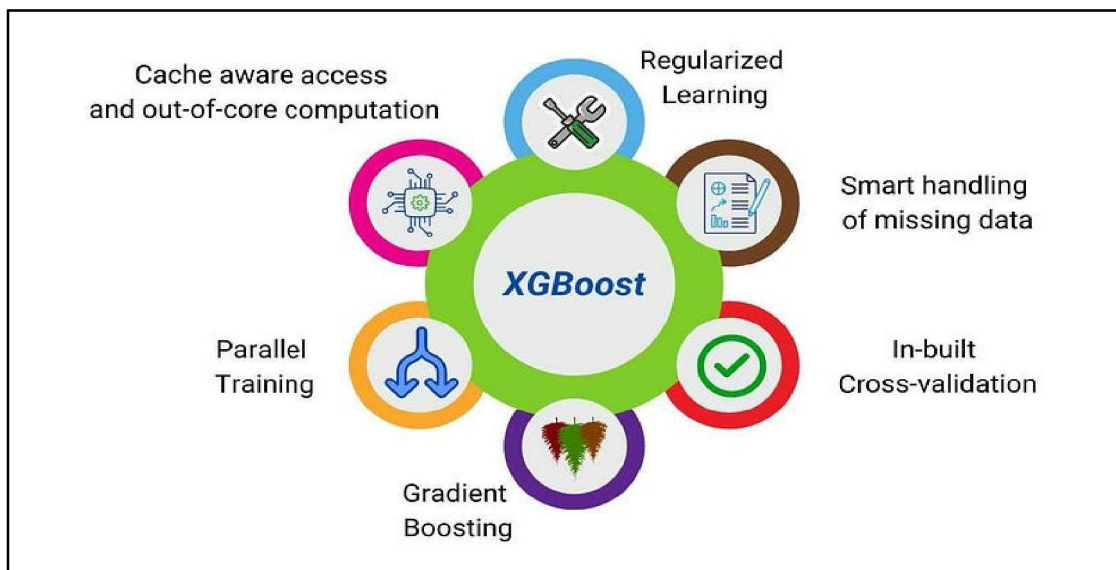 Cache aware access
and out-of-core computation
Regularized
Learning
Smart handling
of missing data
XGBoost
Parallel
Training
In-built
Cross-validation
Gradient
Boosting